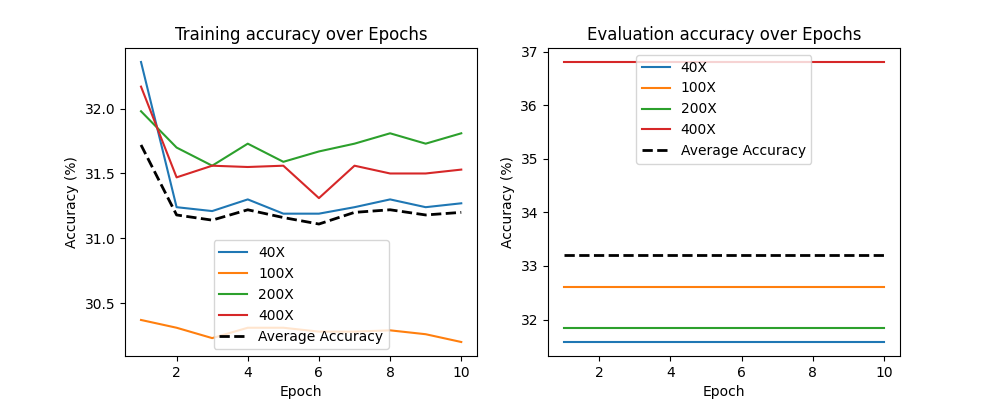 Training accuracy over Epochs
Accuracy (%)
32.0
31.5
31.0
30.5
40X
100X
200X
400X
Average Accuracy
2 4 6 8 10
Epoch
Evaluation accuracy over Epochs
Accuracy (%)
37
36
35
34
33
32
40X
100X
200X
400X
Average Accuracy
2 4 6 8 10
Epoch